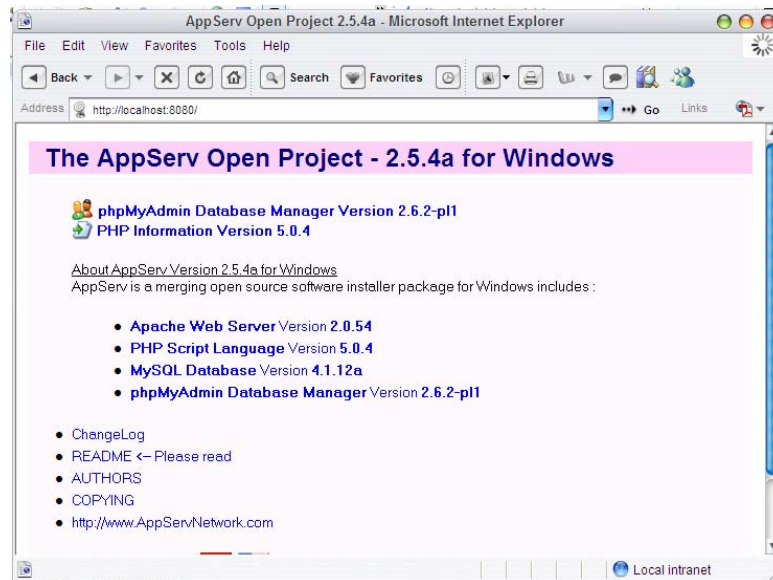 AppServ Open Project 2.5.4a - Microsoft Internet Explorer
File Edit View Favorites Tools Help
Back Search Favorites
Address http://localhost:8080/ Go Links
The AppServ Open Project - 2.5.4a for Windows
phpMyAdmin Database Manager Version 2.6.2-pl1
PHP Information Version 5.0.4
About AppServ Version 2.5.4a for Windows
AppServ is a merging open source software installer package for Windows includes :
• Apache Web Server Version 2.0.54
• PHP Script Language Version 5.0.4
• MySQL Database Version 4.1.12a
• phpMyAdmin Database Manager Version 2.6.2-pl1
• ChangeLog
• README <-- Please read
• AUTHORS
• COPYING
• http://www.AppServNetwork.com
Local intranet